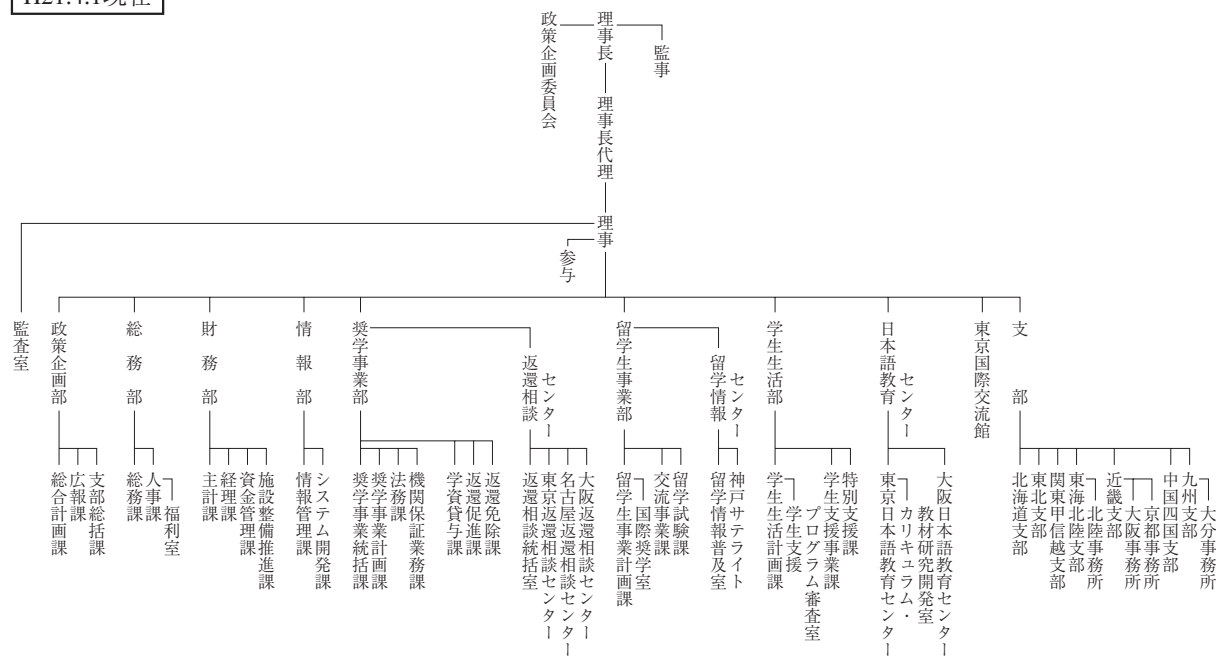 H21.4.1現在
理事長
政策企画委員会
監事
理事長代理
理事
参与
監査室
政策企画部
総務部
財務部
情報部
奨学事業部
返還相談センター
留学生事業部
留学情報センター
学生生活部
日本語教育センター
東京国際交流館
支部
総合計画課
広報課
支部総括課
総務課
人事課
福利室
主計課
経理課
資金管理課
施設整備推進課
情報管理課
システム開発課
奨学事業統括課
奨学事業計画課
法務課
機関保証業務課
学資貸与課
返還促進課
返還免除課
返還相談統括室
東京返還相談センター
名古屋返還相談センター
大阪返還相談センター
留学生事業計画課
国際奨学室
交流事業課
留学試験課
留学情報普及室
神戸サテライト
学生生活計画課
学生支援
プログラム審査室
学生支援事業課
特別支援課
東京日本語教育センター
カリキュラム・
教材研究開発室
大阪日本語教育センター
北海道支部
東北支部
関東甲信越支部
東海北陸支部
北陸事務所
近畿支部
大阪事務所
京都事務所
中国四国支部
九州支部
大分事務所